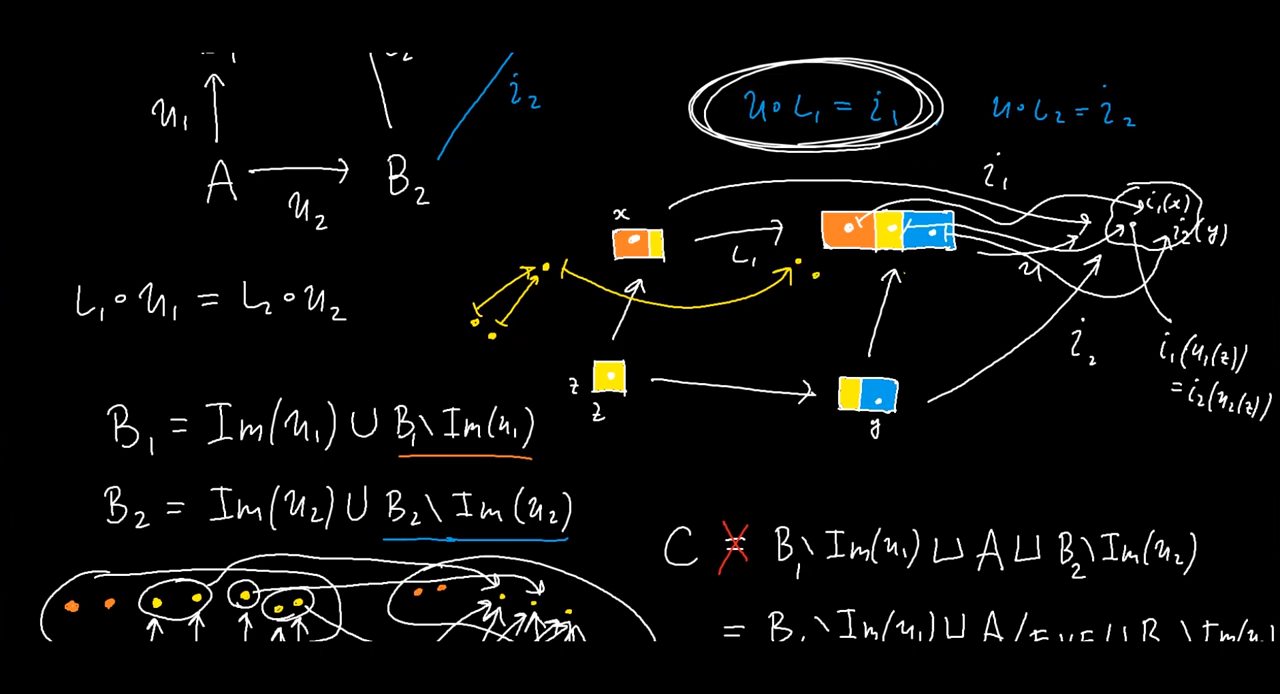 u₁
A
u₂
B₂
i₂
u∘ι₁ = i₁
u∘ι₂ = i₂
i₁
x
ι₁
i₁(x)
i₂(y)
u
ι₁∘u₁ = ι₂∘u₂
i₂
i₁(u₁(z))
= i₂(u₂(z))
z
z
y
B₁ = Im(u₁) ∪ B₁\Im(u₁)
B₂ = Im(u₂) ∪ B₂\Im(u₂)
C = B₁\Im(u₁) ⊔ A ⊔ B₂\Im(u₂)